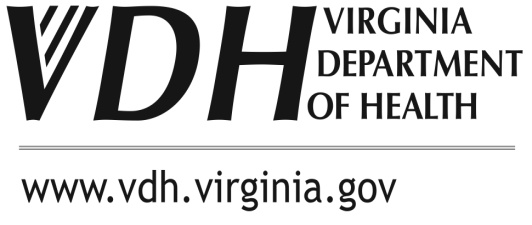 VDH VIRGINIA
DEPARTMENT
OF HEALTH
www.vdh.virginia.gov